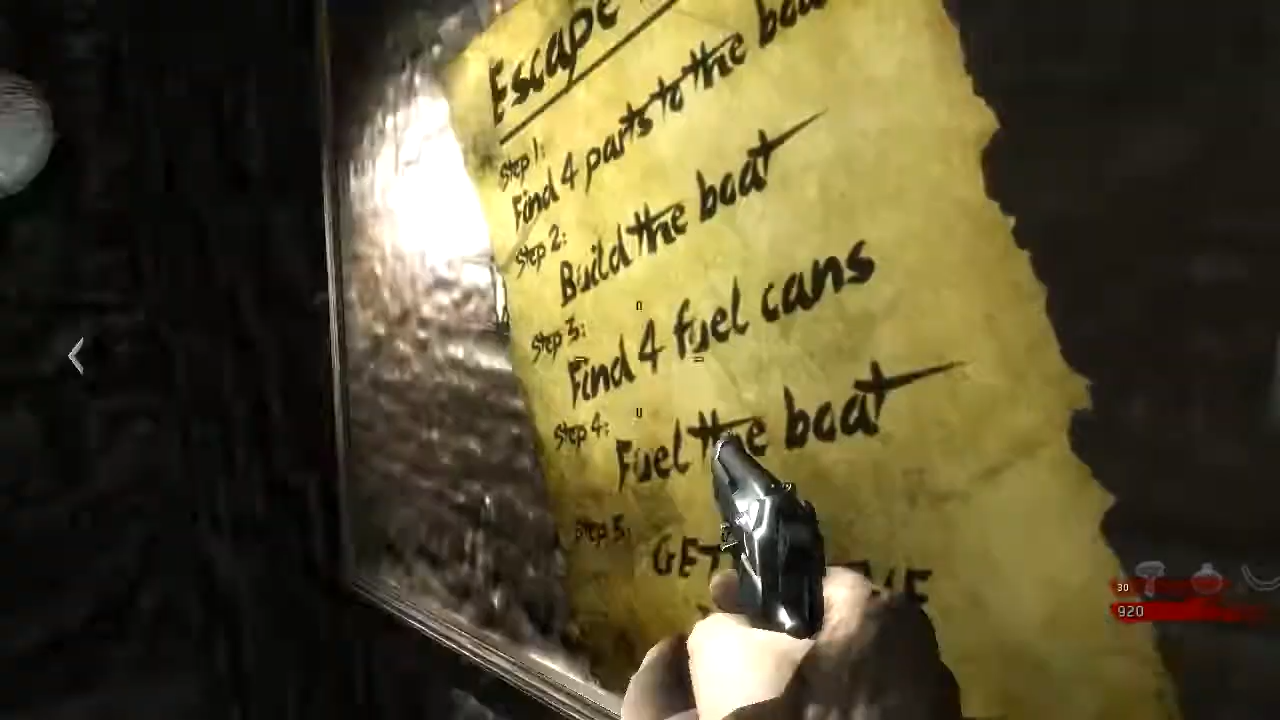 Escape
Step 1:
Find 4 parts to the boat
Step 2:
Build the boat
Step 3:
Find 4 fuel cans
Step 4:
Fuel the boat
Step 5:
30
920